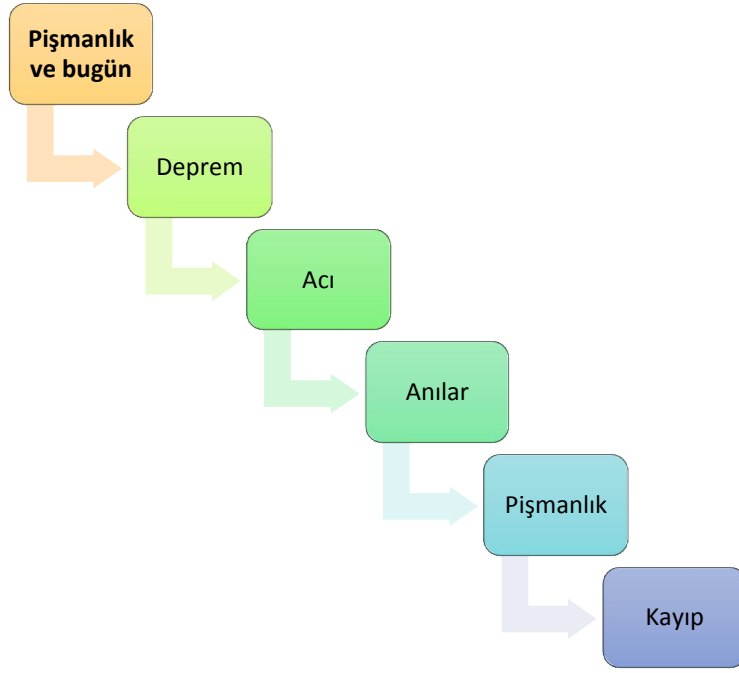 Pişmanlık
ve bugün
Deprem
Acı
Anılar
Pişmanlık
Kayıp